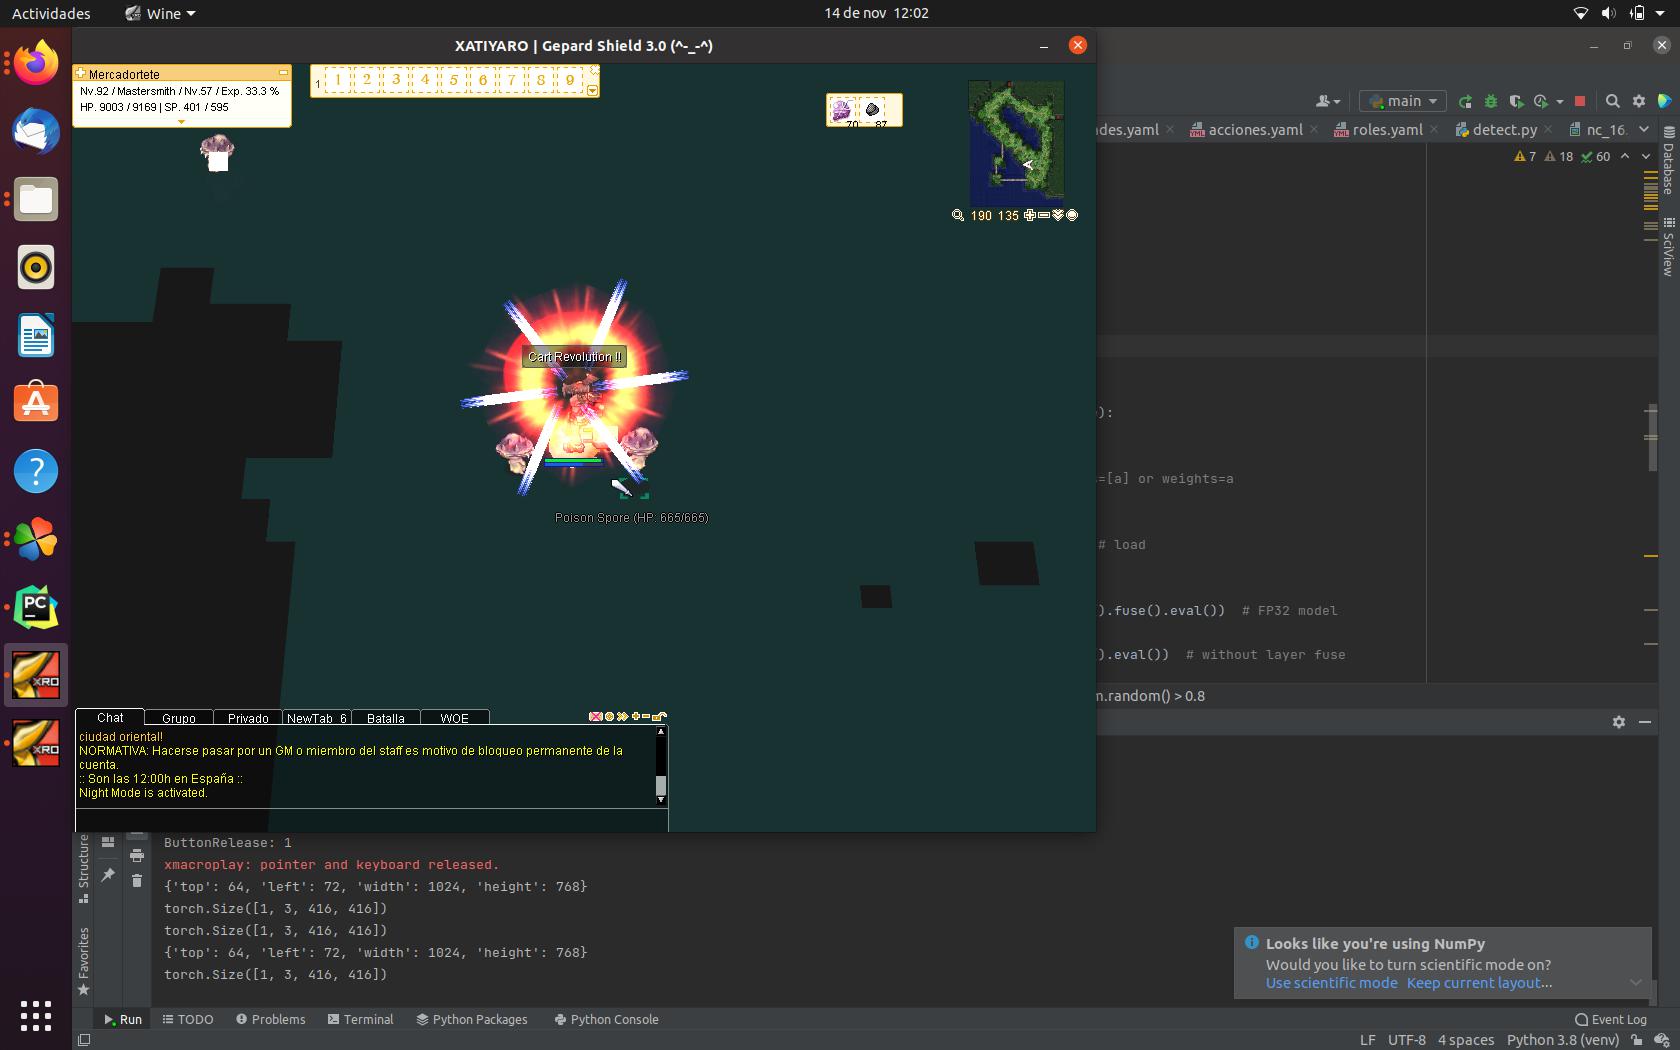 Actividades
Wine
14 de nov 12:02
XATIYARO | Gepard Shield 3.0 (^-_-^)
Mercadortete
Nv.92 / Mastersmith / Nv.57 / Exp. 33.3 %
HP. 9003 / 9169 | SP. 401 / 595
1 1 2 3 4 5 6 7 8 9
70 87
190 135
main
des.yaml
acciones.yaml
roles.yaml
detect.py
nc_16.
7 18 60
Database
SciView
Cart Revolution !!
Poison Spore (HP: 665/665)
):
=[a] or weights=a
# load
).fuse().eval()) # FP32 model
).eval()) # without layer fuse
m.random() > 0.8
Chat
Grupo
Privado
NewTab_6
Batalla
WOE
ciudad oriental!
NORMATIVA: Hacerse pasar por un GM o miembro del staff es motivo de bloqueo permanente de la
cuenta.
:: Son las 12:00h en España ::
Night Mode is activated.
PC
XRO
XRO
Structure
Favorites
ButtonRelease: 1
xmacroplay: pointer and keyboard released.
{'top': 64, 'left': 72, 'width': 1024, 'height': 768}
torch.Size([1, 3, 416, 416])
torch.Size([1, 3, 416, 416])
{'top': 64, 'left': 72, 'width': 1024, 'height': 768}
torch.Size([1, 3, 416, 416])
Looks like you're using NumPy
Would you like to turn scientific mode on?
Use scientific mode Keep current layout...
Run
TODO
Problems
Terminal
Python Packages
Python Console
Event Log
LF UTF-8 4 spaces Python 3.8 (venv)